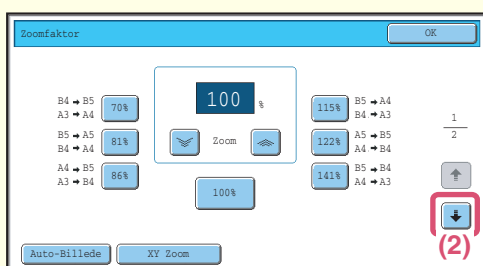 Zoomfaktor
OK
B4 → B5
A3 → A4
70%
B5 → A5
B4 → A4
81%
A4 → B5
A3 → B4
86%
100 %
Zoom
100%
115%
B5 → A4
B4 → A3
122%
A5 → B5
A4 → B4
141%
B5 → B4
A4 → A3
1
2
(2)
Auto-Billede
XY Zoom